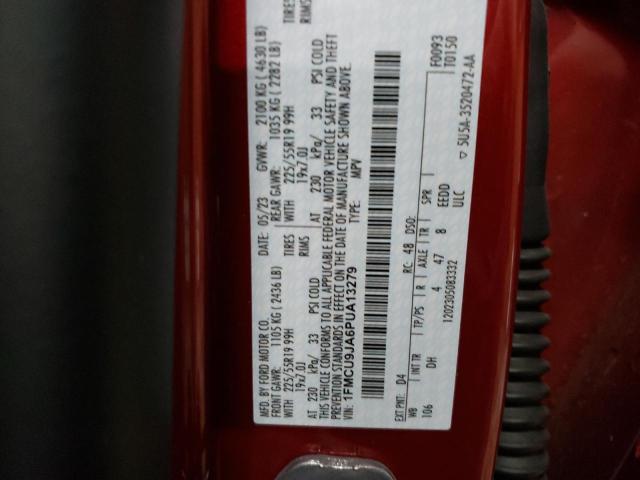 MFD. BY FORD MOTOR CO.
DATE: 05/23 GVWR: 2100 KG ( 4630 LB)
FRONT GAWR: 1105 KG ( 2436 LB) REAR GAWR: 1035 KG ( 2282 LB)
WITH 225/55R19 99H TIRES WITH 225/55R19 99H TIRES
19x7.0J RIMS 19x7.0J RIMS
AT 230 kPa/ 33 PSI COLD AT 230 kPa/ 33 PSI COLD
THIS VEHICLE CONFORMS TO ALL APPLICABLE FEDERAL MOTOR VEHICLE SAFETY AND THEFT
PREVENTION STANDARDS IN EFFECT ON THE DATE OF MANUFACTURE SHOWN ABOVE.
VIN: 1FMCU9JA6PUA13279 TYPE: MPV
EXT PNT: D4 RC: 48 DSO: F0093
WB INT TR TP/PS R AXLE TR SPR T0150
106 DH 4 47 8 EEDD
1202305083332 ULC
5U5A-3520472-AA